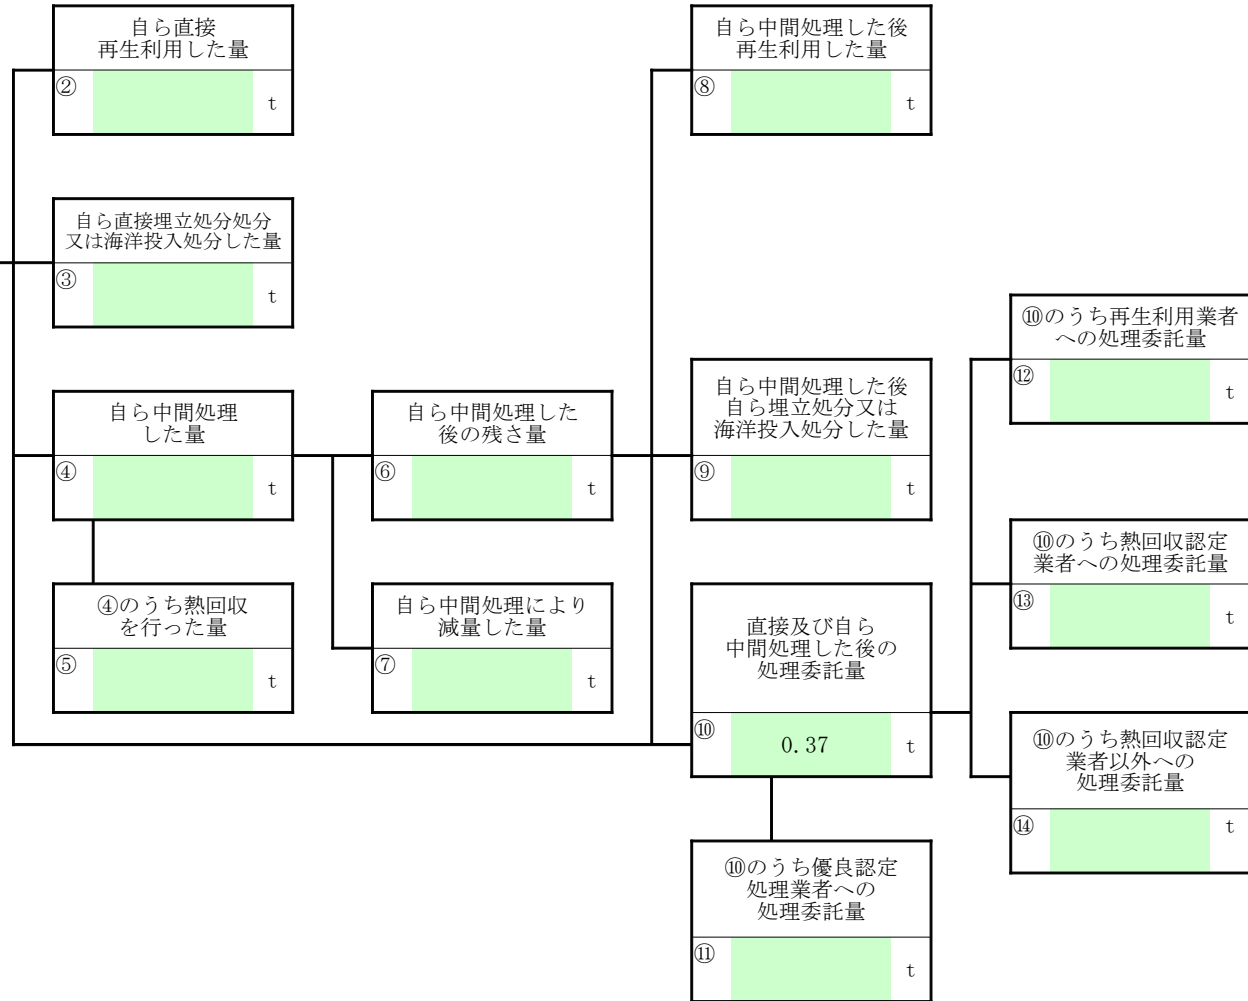 自ら直接
再生利用した量
②
t
自ら中間処理した後
再生利用した量
⑧
t
自ら直接埋立処分処分
又は海洋投入処分した量
③
t
⑩のうち再生利用業者
への処理委託量
⑫
t
自ら中間処理
した量
④
t
自ら中間処理した
後の残さ量
⑥
t
自ら中間処理した後
自ら埋立処分又は
海洋投入処分した量
⑨
t
⑩のうち熱回収認定
業者への処理委託量
⑬
t
④のうち熱回収
を行った量
⑤
t
自ら中間処理により
減量した量
⑦
t
直接及び自ら
中間処理した後の
処理委託量
⑩
0.37
t
⑩のうち熱回収認定
業者以外への
処理委託量
⑭
t
⑩のうち優良認定
処理業者への
処理委託量
⑪
t